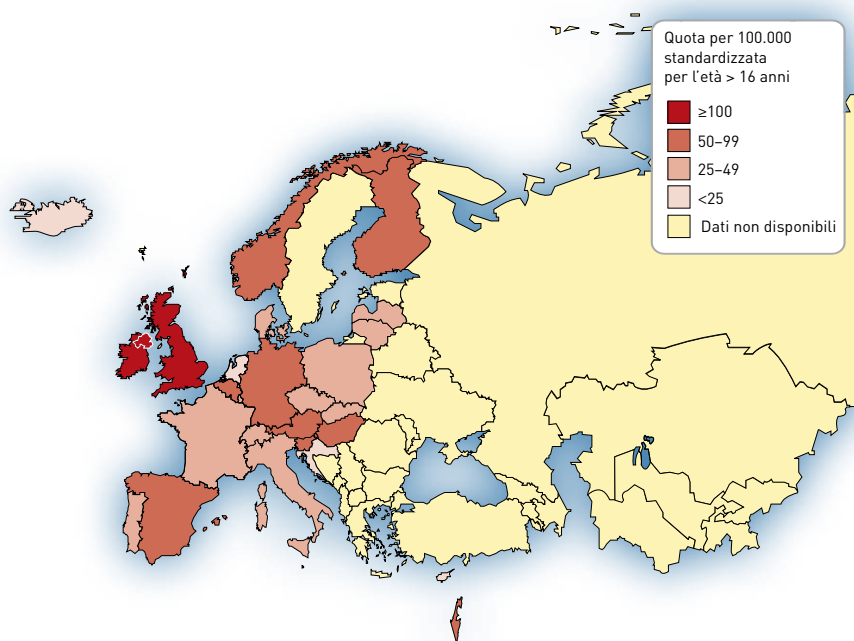 Quota per 100.000
standardizzata
per l'età > 16 anni
≥100
50–99
25–49
<25
Dati non disponibili